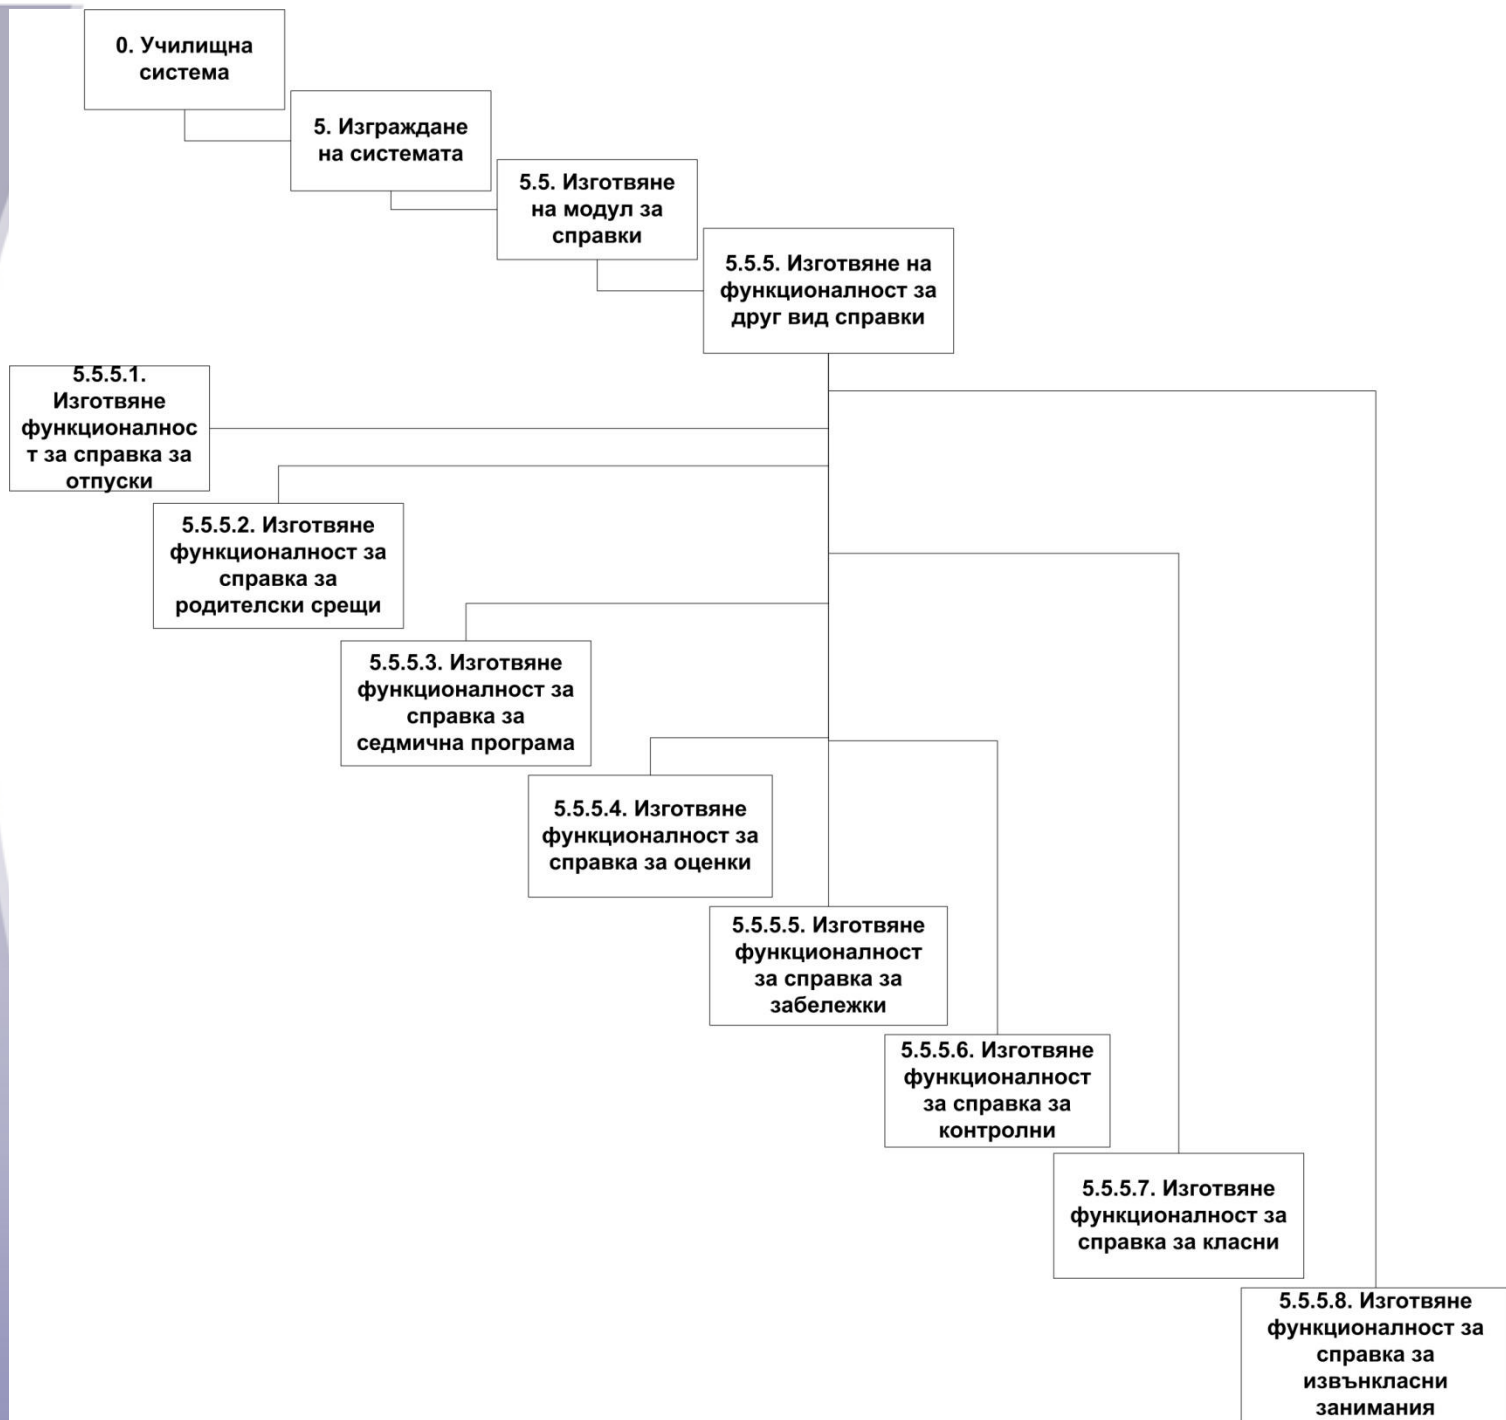 0. Училищна
система
5. Изграждане
на системата
5.5. Изготвяне
на модул за
справки
5.5.5. Изготвяне на
функционалност за
друг вид справки
5.5.5.1.
Изготвяне
функционалнос
т за справка за
отпуски
5.5.5.2. Изготвяне
функционалност за
справка за
родителски срещи
5.5.5.3. Изготвяне
функционалност за
справка за
седмична програма
5.5.5.4. Изготвяне
функционалност за
справка за оценки
5.5.5.5. Изготвяне
функционалност
за справка за
забележки
5.5.5.6. Изготвяне
функционалност
за справка за
контролни
5.5.5.7. Изготвяне
функционалност за
справка за класни
5.5.5.8. Изготвяне
функционалност за
справка за
извънкласни
занимания